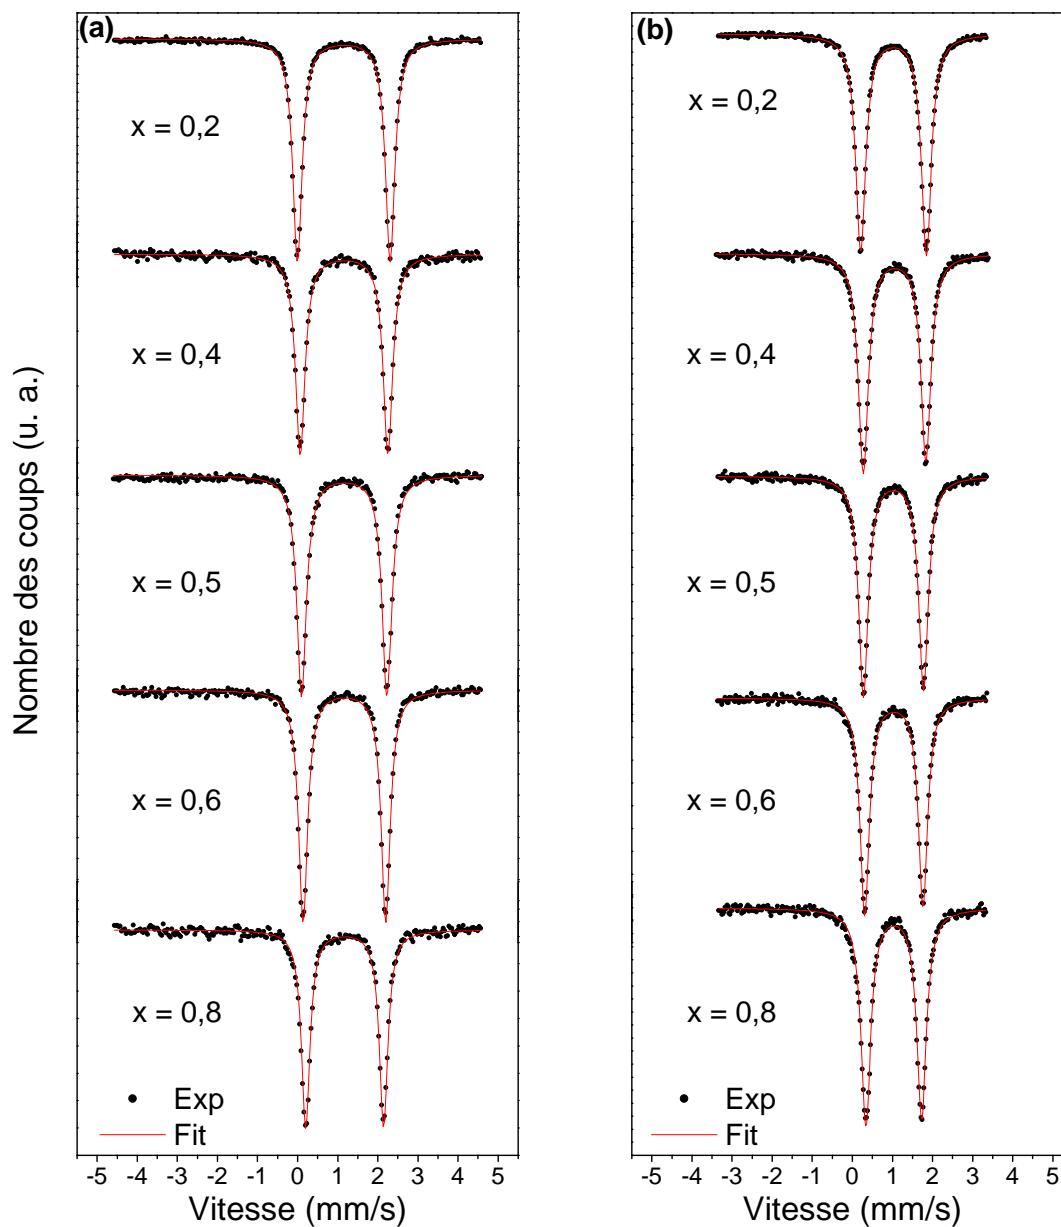 Nombre des coups (u. a.)
(a)
x = 0,2
x = 0,4
x = 0,5
x = 0,6
x = 0,8
Exp
Fit
-5 -4 -3 -2 -1 0 1 2 3 4 5
Vitesse (mm/s)
(b)
x = 0,2
x = 0,4
x = 0,5
x = 0,6
x = 0,8
Exp
Fit
-5 -4 -3 -2 -1 0 1 2 3 4 5
Vitesse (mm/s)